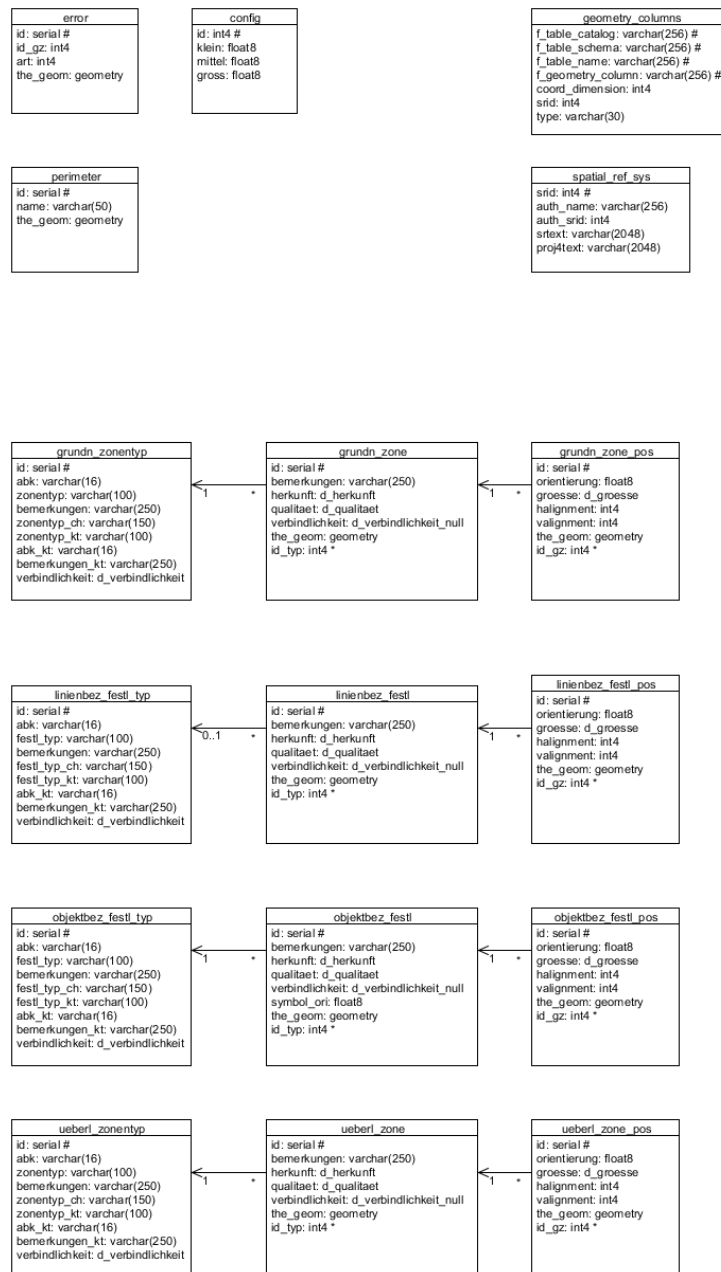 error
id: serial #
id_gz: int4
art: int4
the_geom: geometry
config
id: int4 #
klein: float8
mittel: float8
gross: float8
geometry_columns
f_table_catalog: varchar(256) #
f_table_schema: varchar(256) #
f_table_name: varchar(256) #
f_geometry_column: varchar(256) #
coord_dimension: int4
srid: int4
type: varchar(30)
perimeter
id: serial #
name: varchar(50)
the_geom: geometry
spatial_ref_sys
srid: int4 #
auth_name: varchar(256)
auth_srid: int4
srtext: varchar(2048)
proj4text: varchar(2048)
grundn_zonentyp
id: serial #
abk: varchar(16)
zonentyp: varchar(100)
bemerkungen: varchar(250)
zonentyp_ch: varchar(150)
zonentyp_kt: varchar(100)
abk_kt: varchar(16)
bemerkungen_kt: varchar(250)
verbindlichkeit: d_verbindlichkeit
1
*
grundn_zone
id: serial #
bemerkungen: varchar(250)
herkunft: d_herkunft
qualitaet: d_qualitaet
verbindlichkeit: d_verbindlichkeit_null
the_geom: geometry
id_typ: int4 *
1
*
grundn_zone_pos
id: serial #
orientierung: float8
groesse: d_groesse
halignment: int4
valignment: int4
the_geom: geometry
id_gz: int4 *
linienbez_festl_typ
id: serial #
abk: varchar(16)
festl_typ: varchar(100)
bemerkungen: varchar(250)
festl_typ_ch: varchar(150)
festl_typ_kt: varchar(100)
abk_kt: varchar(16)
bemerkungen_kt: varchar(250)
verbindlichkeit: d_verbindlichkeit
0..1
*
linienbez_festl
id: serial #
bemerkungen: varchar(250)
herkunft: d_herkunft
qualitaet: d_qualitaet
verbindlichkeit: d_verbindlichkeit_null
the_geom: geometry
id_typ: int4 *
1
*
linienbez_festl_pos
id: serial #
orientierung: float8
groesse: d_groesse
halignment: int4
valignment: int4
the_geom: geometry
id_gz: int4 *
objektbez_festl_typ
id: serial #
abk: varchar(16)
festl_typ: varchar(100)
bemerkungen: varchar(250)
festl_typ_ch: varchar(150)
festl_typ_kt: varchar(100)
abk_kt: varchar(16)
bemerkungen_kt: varchar(250)
verbindlichkeit: d_verbindlichkeit
1
*
objektbez_festl
id: serial #
bemerkungen: varchar(250)
herkunft: d_herkunft
qualitaet: d_qualitaet
verbindlichkeit: d_verbindlichkeit_null
symbol_ori: float8
the_geom: geometry
id_typ: int4 *
1
*
objektbez_festl_pos
id: serial #
orientierung: float8
groesse: d_groesse
halignment: int4
valignment: int4
the_geom: geometry
id_gz: int4 *
ueberl_zonentyp
id: serial #
abk: varchar(16)
zonentyp: varchar(100)
bemerkungen: varchar(250)
zonentyp_ch: varchar(150)
zonentyp_kt: varchar(100)
abk_kt: varchar(16)
bemerkungen_kt: varchar(250)
verbindlichkeit: d_verbindlichkeit
1
*
ueberl_zone
id: serial #
bemerkungen: varchar(250)
herkunft: d_herkunft
qualitaet: d_qualitaet
verbindlichkeit: d_verbindlichkeit_null
the_geom: geometry
id_typ: int4 *
1
*
ueberl_zone_pos
id: serial #
orientierung: float8
groesse: d_groesse
halignment: int4
valignment: int4
the_geom: geometry
id_gz: int4 *